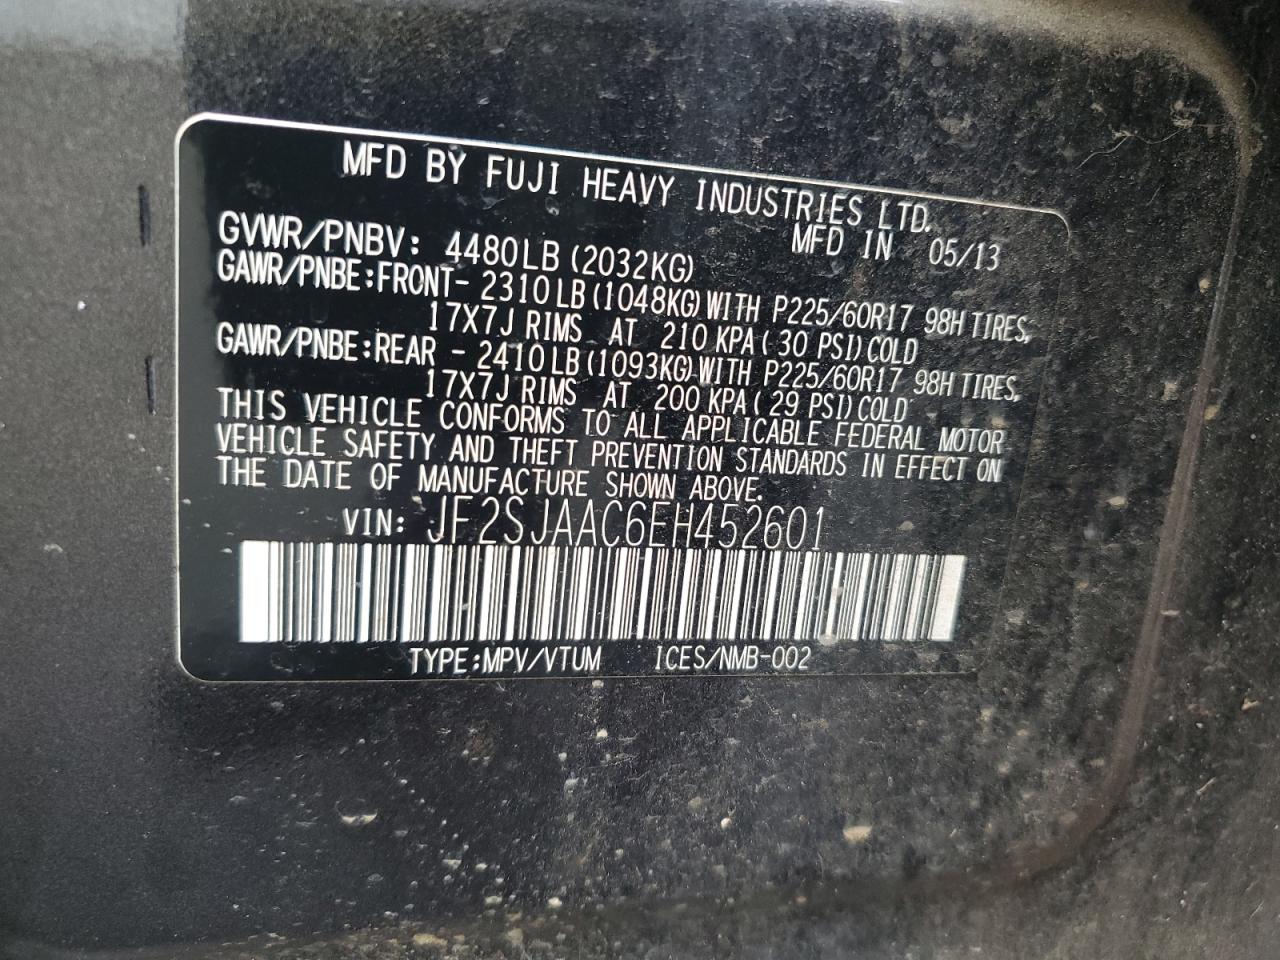 MFD BY FUJI HEAVY INDUSTRIES LTD.
MFD IN 05/13
GVWR/PNBV: 4480LB (2032KG)
GAWR/PNBE:FRONT- 2310LB(1048KG)WITH P225/60R17 98H TIRES,
17X7J RIMS AT 210 KPA( 30 PSI)COLD
GAWR/PNBE:REAR - 2410LB(1093KG)WITH P225/60R17 98H TIRES,
17X7J RIMS AT 200 KPA( 29 PSI)COLD
THIS VEHICLE CONFORMS TO ALL APPLICABLE FEDERAL MOTOR
VEHICLE SAFETY AND THEFT PREVENTION STANDARDS IN EFFECT ON
THE DATE OF MANUFACTURE SHOWN ABOVE.
VIN: JF2SJAAC6EH452601
TYPE:MPV/VTUM ICES/NMB-002